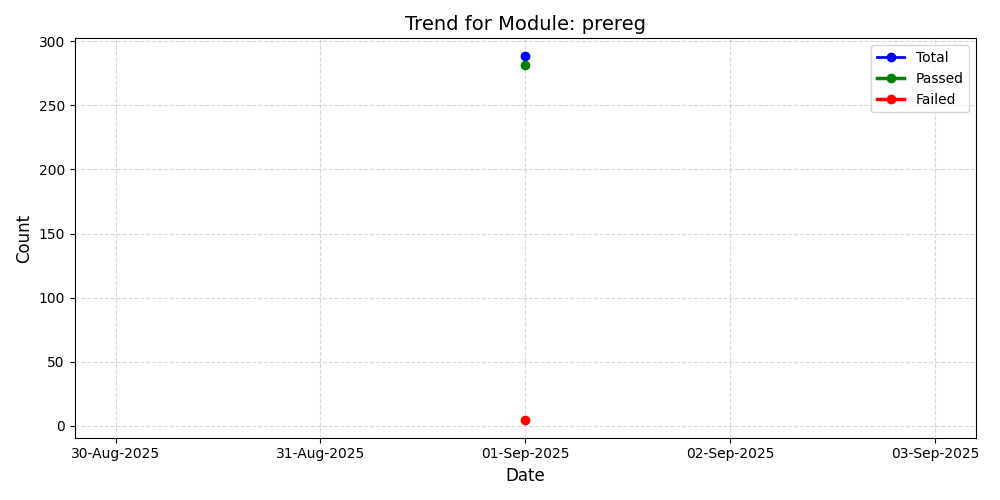 Trend for Module: prereg
Total
Passed
Failed
300
250
200
150
100
50
0
Count
30-Aug-2025
31-Aug-2025
01-Sep-2025
02-Sep-2025
03-Sep-2025
Date